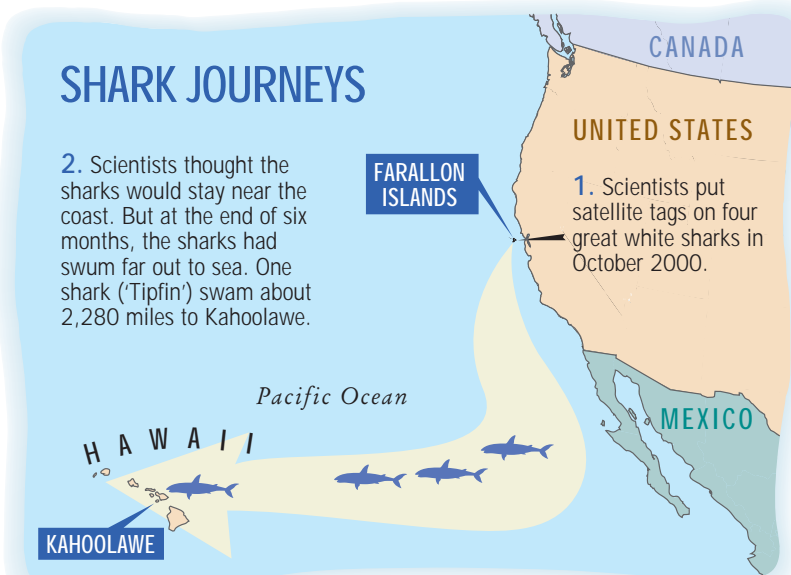 SHARK JOURNEYS
CANADA
UNITED STATES
1. Scientists put
satellite tags on four
great white sharks in
October 2000.
FARALLON
ISLANDS
2. Scientists thought the
sharks would stay near the
coast. But at the end of six
months, the sharks had
swum far out to sea. One
shark ('Tipfin') swam about
2,280 miles to Kahoolawe.
Pacific Ocean
MEXICO
HAWAII
KAHOOLAWE